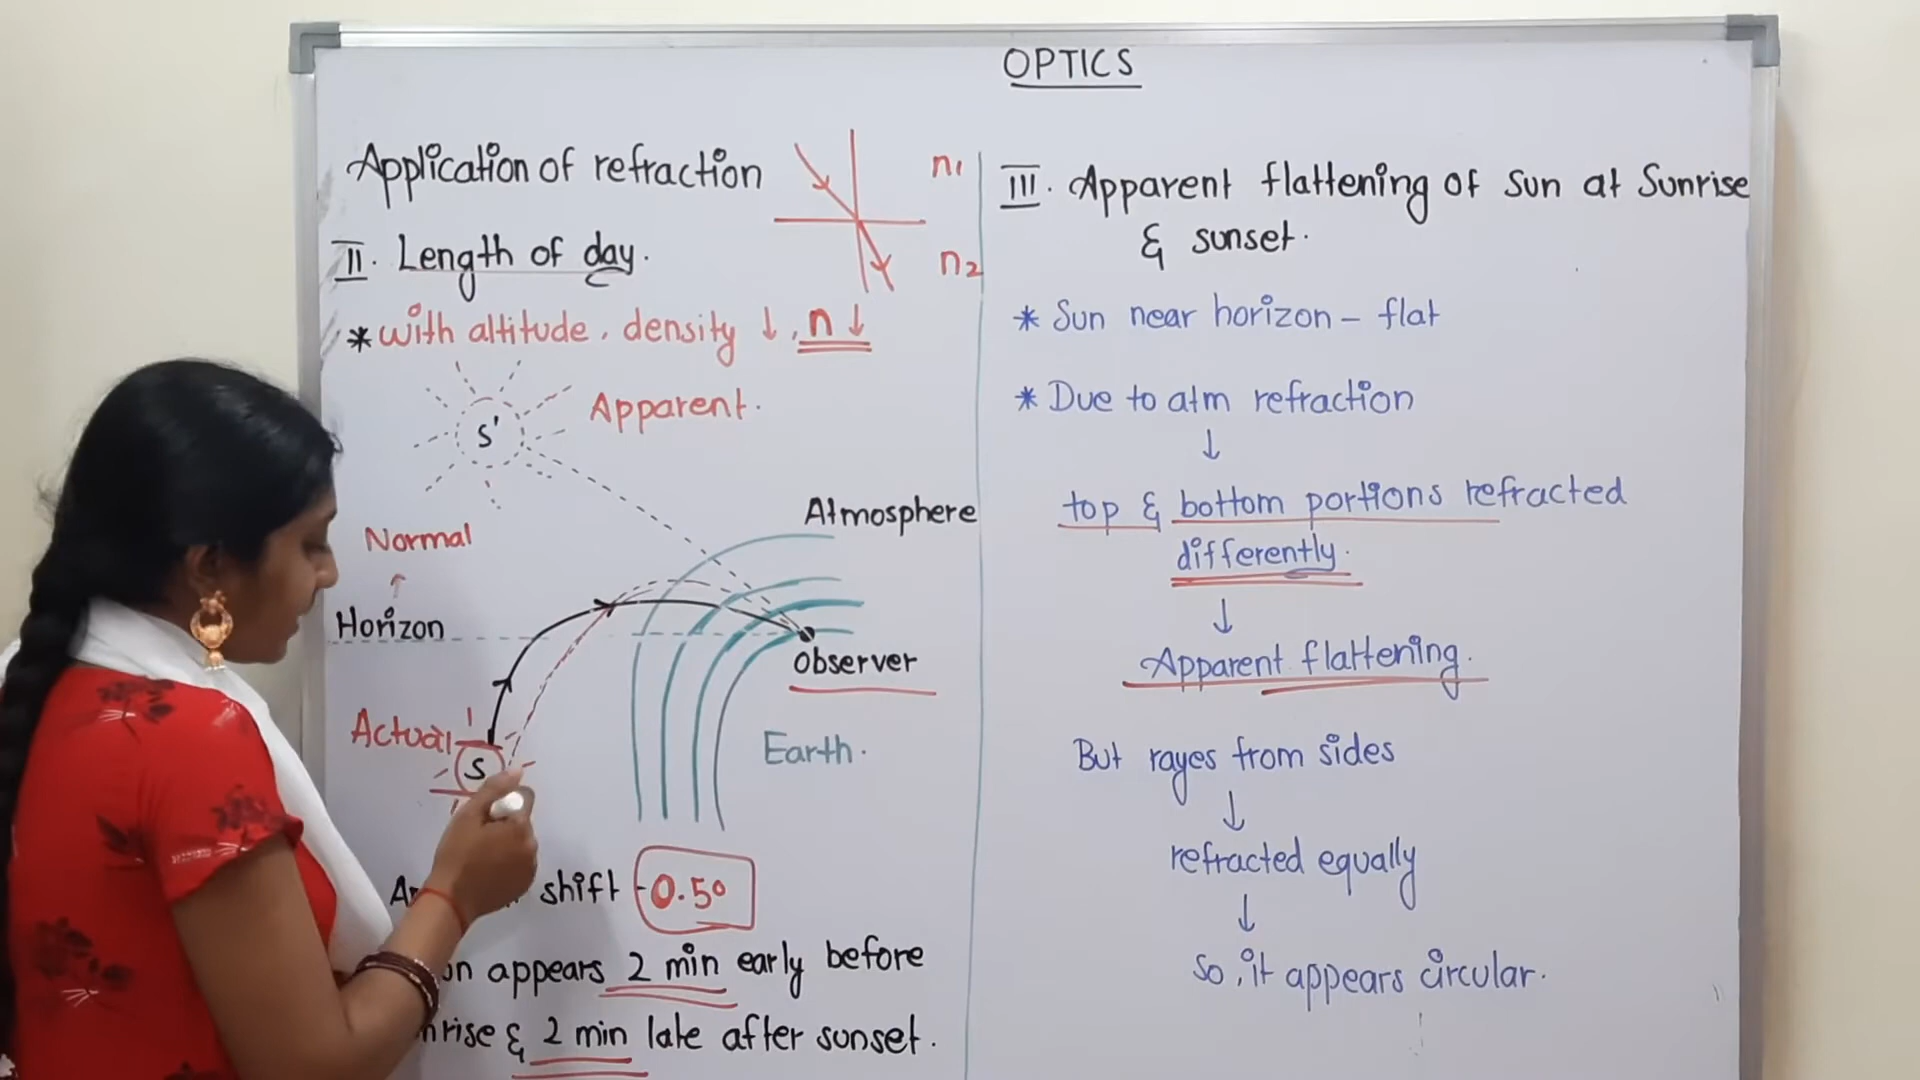 OPTICS
Application of refraction
n1
n2
II. Length of day.
*with altitude, density ↓, n ↓
S'
Apparent.
Normal
↑
Horizon
Atmosphere
Observer
Actual
S
Earth.
shift - 0.5°
appears 2 min early before
& 2 min late after sunset.
III. Apparent flattening of Sun at Sunrise
& sunset.
* Sun near horizon - flat
* Due to atm refraction
↓
top & bottom portions refracted
differently.
↓
Apparent flattening.
But rayes from sides
↓
refracted equally
↓
So, it appears circular.